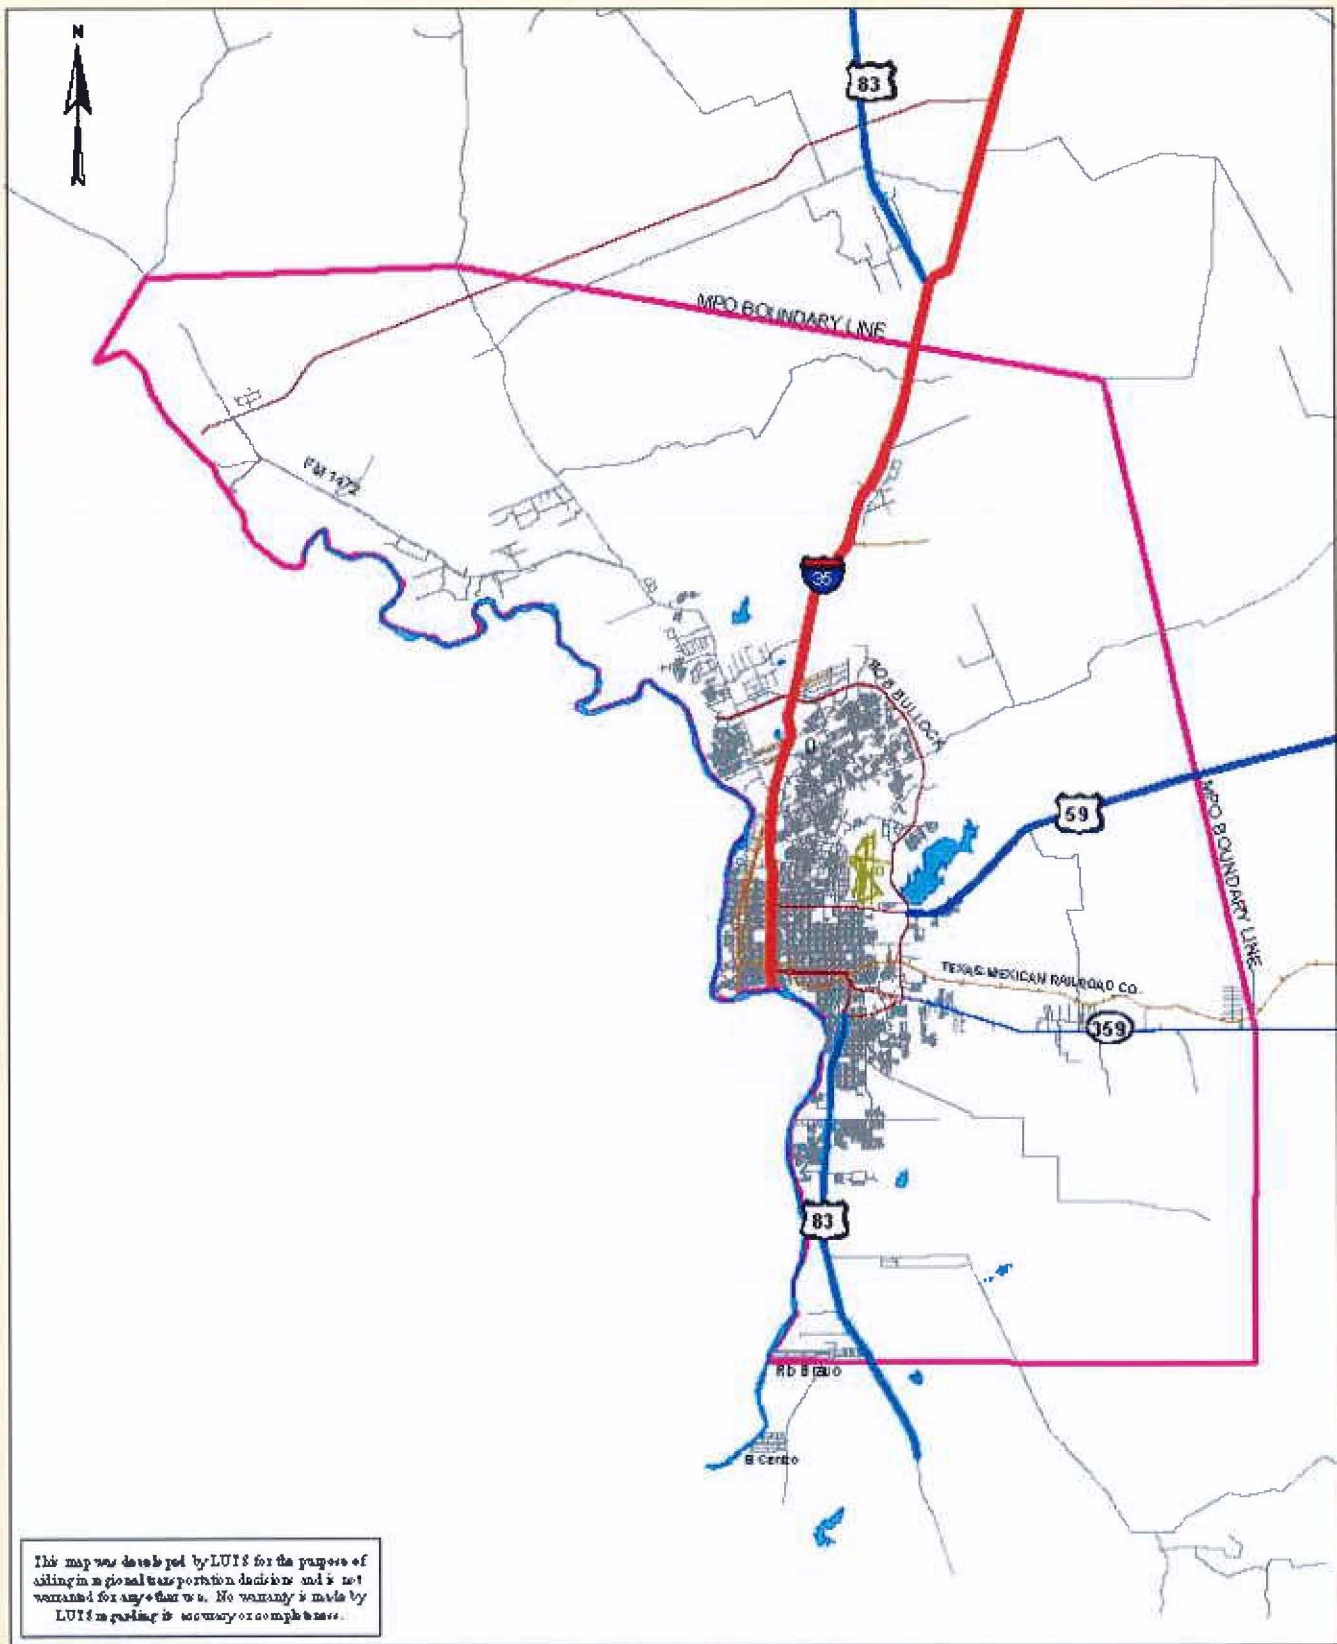 N
83
MPO BOUNDARY LINE
FM 1472
35
BOB BULLOCK
59
MPO BOUNDARY LINE
TEXAS MEXICAN RAILROAD CO.
359
83
Rio Bravo
El Cenizo
This map was developed by LUTS for the purpose of
aiding in regional transportation decisions and is not
warranted for any other use. No warranty is made by
LUTS regarding its accuracy or completeness.